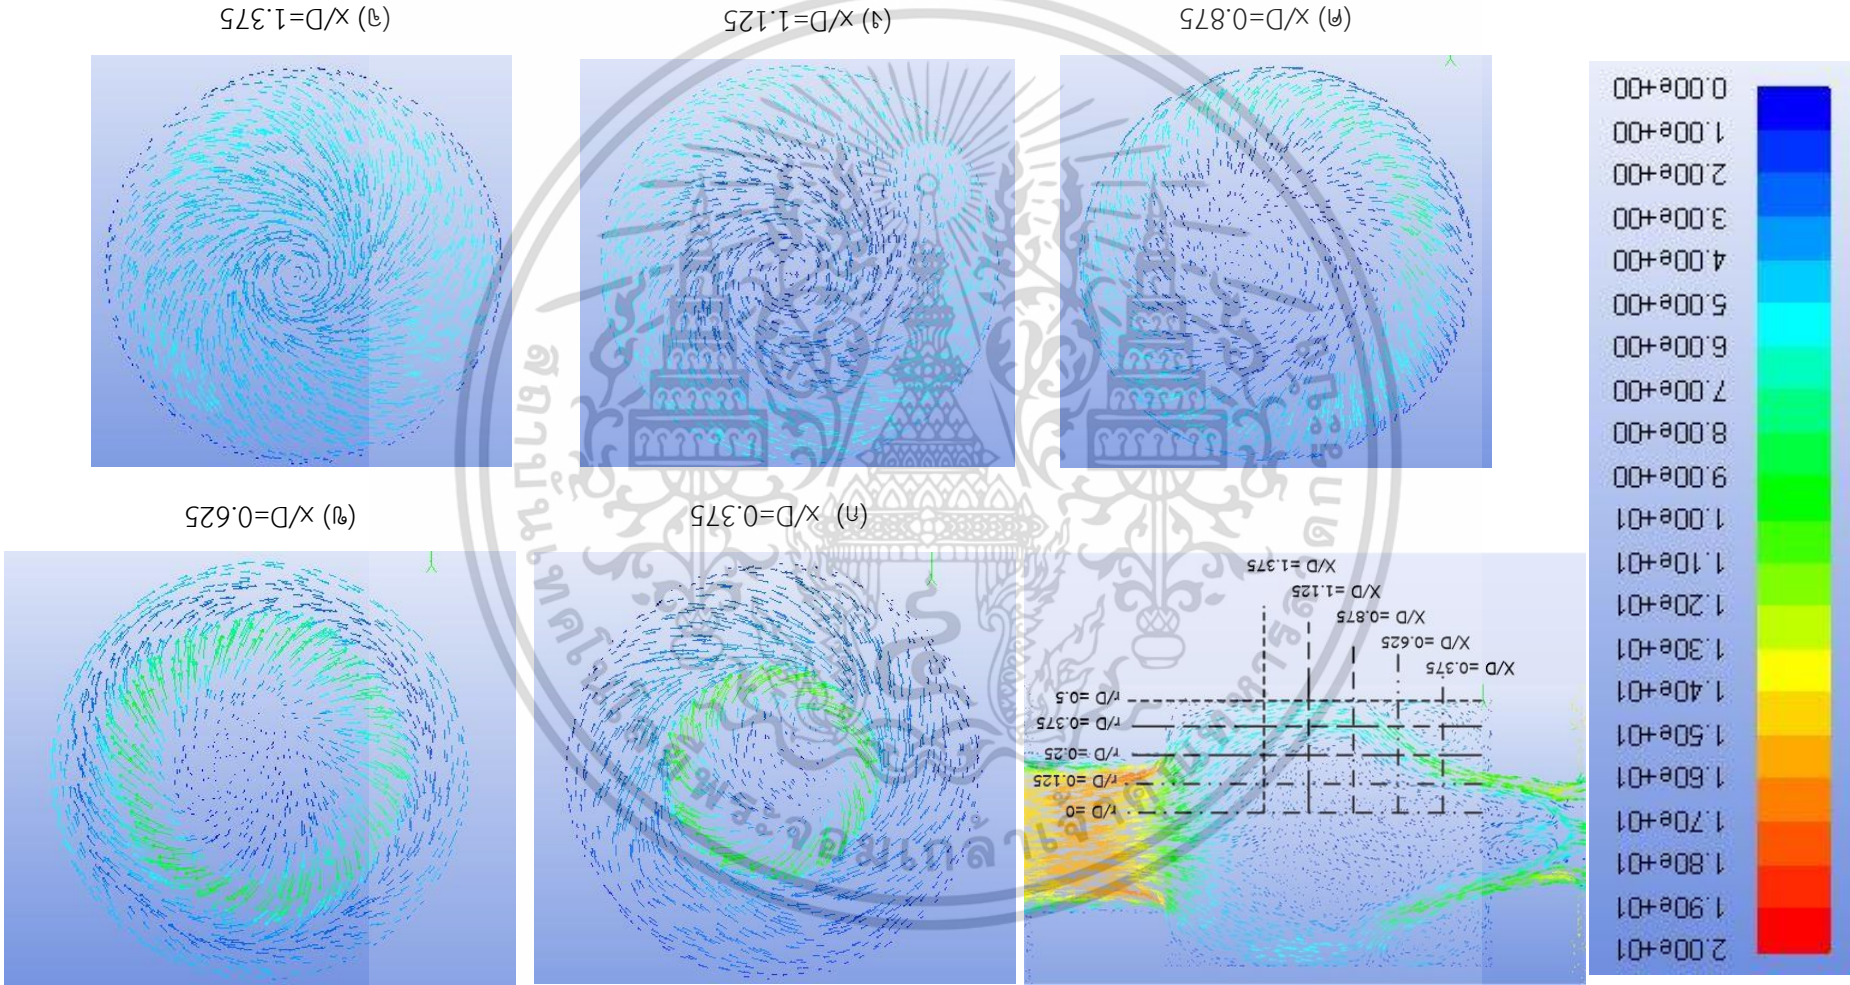 2.00e+01
1.90e+01
1.80e+01
1.70e+01
1.60e+01
1.50e+01
1.40e+01
1.30e+01
1.20e+01
1.10e+01
1.00e+01
9.00e+00
8.00e+00
7.00e+00
6.00e+00
5.00e+00
4.00e+00
3.00e+00
2.00e+00
1.00e+00
0.00e+00
r/D =0
r/D =0.125
r/D =0.25
r/D =0.375
r/D =0.5
X/D =0.375
X/D =0.625
X/D =0.875
X/D =1.125
X/D =1.375
(ก) x/D=0.375
(ข) x/D=0.625
(ค) x/D=0.875
(ง) x/D=1.125
(จ) x/D=1.375